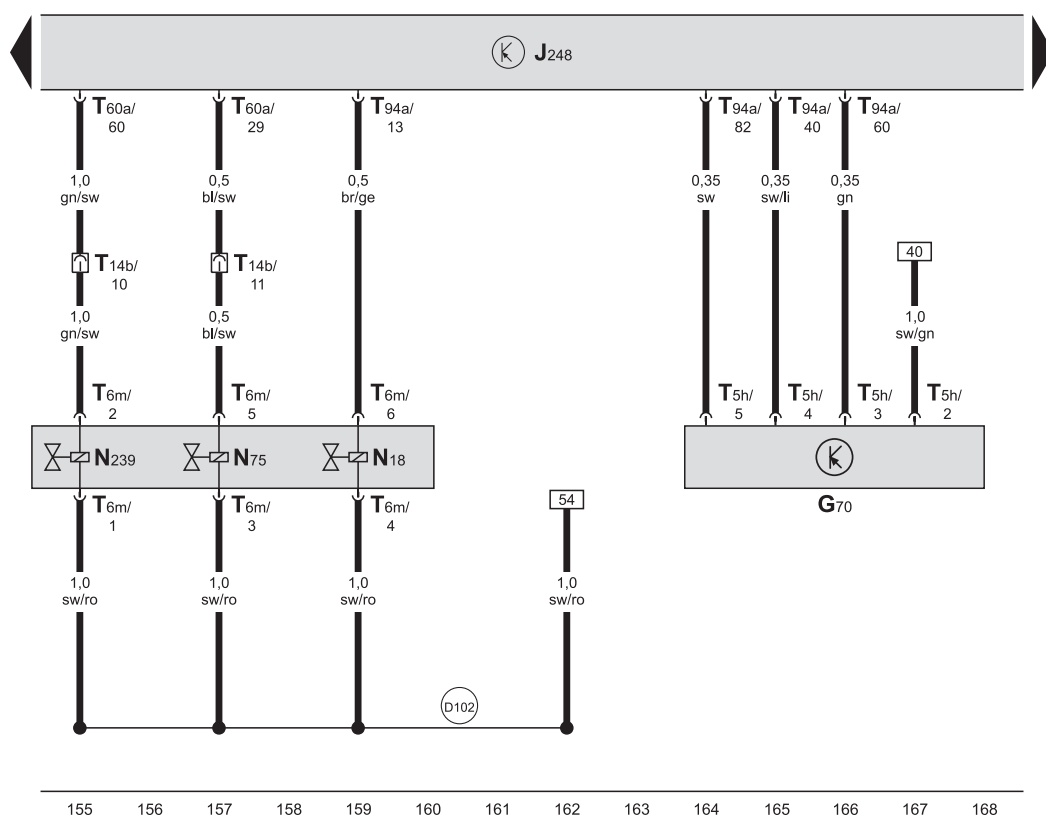 J248
T60a/ T60a/ T94a/ T94a/ T94a/ T94a/
60 29 13 82 40 60
1,0 0,5 0,5 0,35 0,35 0,35
gn/sw bl/sw br/ge sw sw/li gn
40
T14b/ T14b/
10 11
1,0 0,5 1,0
gn/sw bl/sw sw/gn
T6m/ T6m/ T6m/ T5h/ T5h/ T5h/ T5h/
2 5 6 5 4 3 2
N239 N75 N18
G70
T6m/ T6m/ T6m/ 54
1 3 4
1,0 1,0 1,0 1,0
sw/ro sw/ro sw/ro sw/ro
D102
155 156 157 158 159 160 161 162 163 164 165 166 167 168